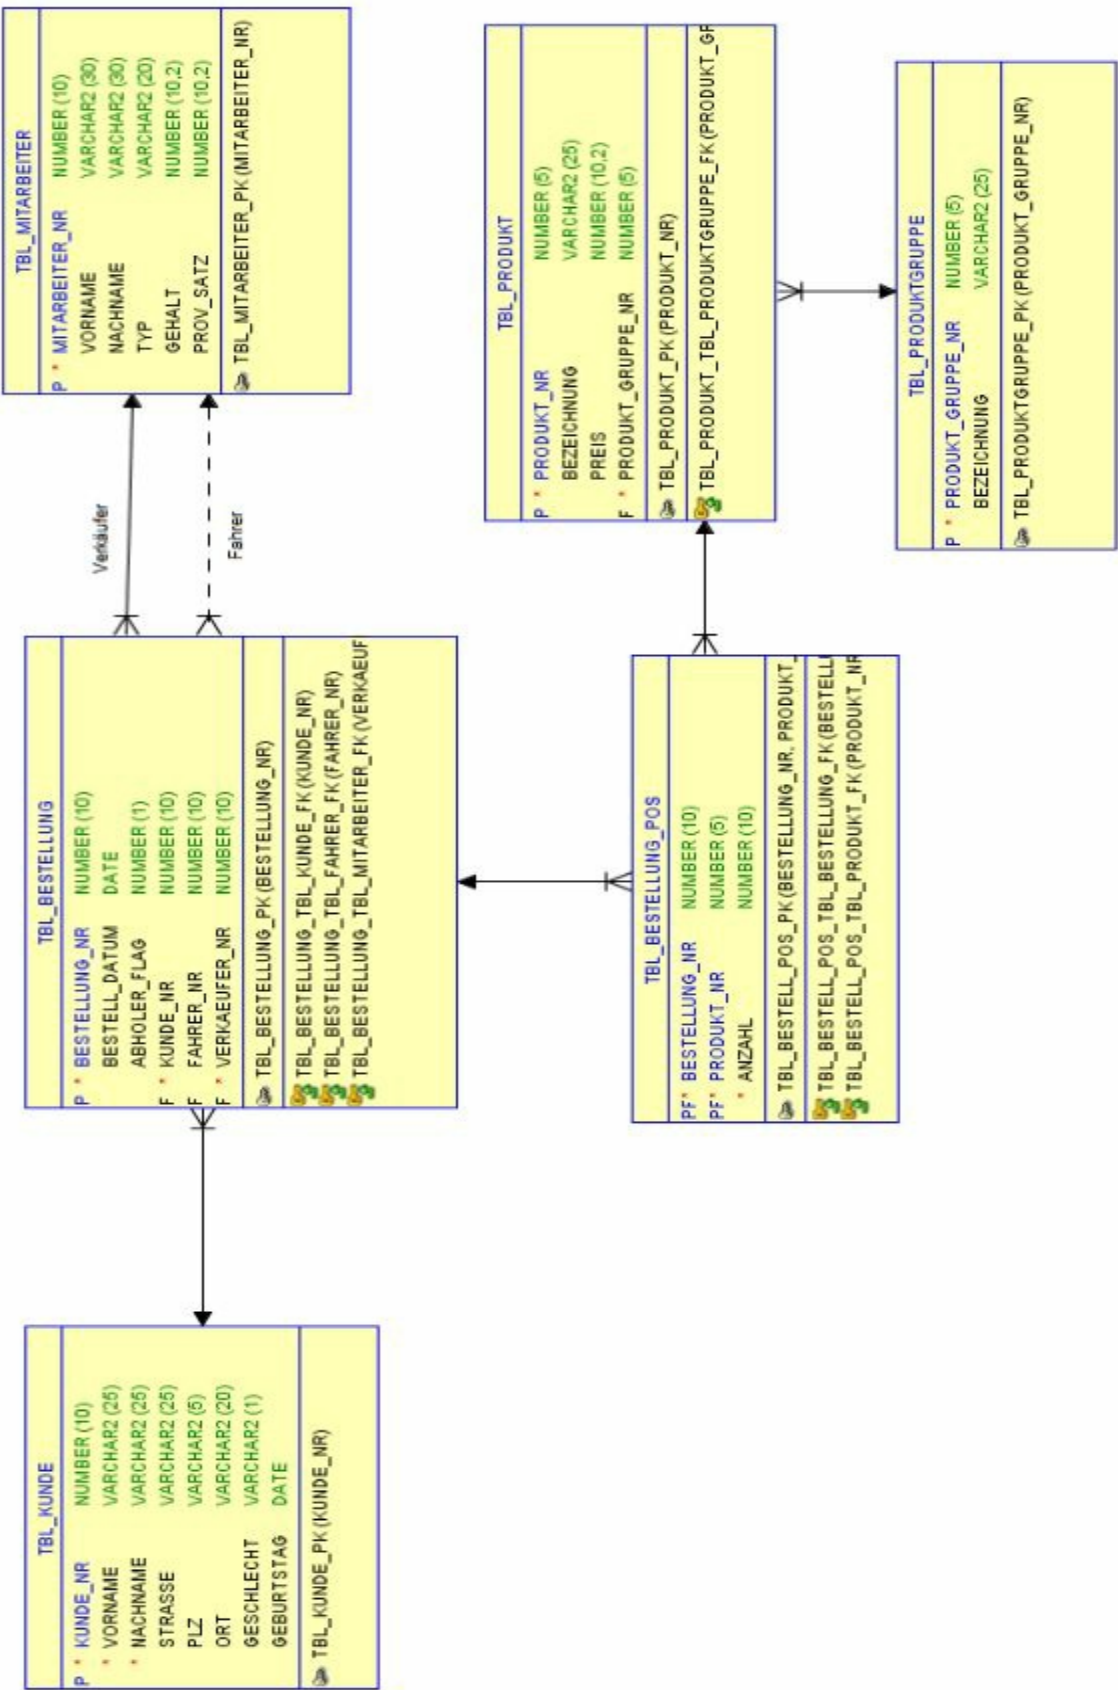 TBL_KUNDE
P * KUNDE_NR NUMBER (10)
* VORNAME VARCHAR2 (25)
* NACHNAME VARCHAR2 (25)
STRASSE VARCHAR2 (25)
PLZ VARCHAR2 (5)
ORT VARCHAR2 (20)
GESCHLECHT VARCHAR2 (1)
GEBURTSTAG DATE
TBL_KUNDE_PK (KUNDE_NR)
TBL_BESTELLUNG
P * BESTELLUNG_NR NUMBER (10)
BESTELL_DATUM DATE
ABHOLER_FLAG NUMBER (1)
F * KUNDE_NR NUMBER (10)
F FAHRER_NR NUMBER (10)
F * VERKAEUFER_NR NUMBER (10)
TBL_BESTELLUNG_PK (BESTELLUNG_NR)
TBL_BESTELLUNG_TBL_KUNDE_FK (KUNDE_NR)
TBL_BESTELLUNG_TBL_FAHRER_FK (FAHRER_NR)
TBL_BESTELLUNG_TBL_MITARBEITER_FK (VERKAEUF
Verkäufer
Fahrer
TBL_MITARBEITER
P * MITARBEITER_NR NUMBER (10)
VORNAME VARCHAR2 (30)
NACHNAME VARCHAR2 (30)
TYP VARCHAR2 (20)
GEHALT NUMBER (10,2)
PROV_SATZ NUMBER (10,2)
TBL_MITARBEITER_PK (MITARBEITER_NR)
TBL_BESTELLUNG_POS
PF* BESTELLUNG_NR NUMBER (10)
PF* PRODUKT_NR NUMBER (5)
* ANZAHL NUMBER (10)
TBL_BESTELL_POS_PK (BESTELLUNG_NR, PRODUKT_
TBL_BESTELL_POS_TBL_BESTELLUNG_FK (BESTELLU
TBL_BESTELL_POS_TBL_PRODUKT_FK (PRODUKT_NR
TBL_PRODUKT
P * PRODUKT_NR NUMBER (5)
BEZEICHNUNG VARCHAR2 (25)
PREIS NUMBER (10,2)
F * PRODUKT_GRUPPE_NR NUMBER (5)
TBL_PRODUKT_PK (PRODUKT_NR)
TBL_PRODUKT_TBL_PRODUKTGRUPPE_FK (PRODUKT_GF
TBL_PRODUKTGRUPPE
P * PRODUKT_GRUPPE_NR NUMBER (5)
BEZEICHNUNG VARCHAR2 (25)
TBL_PRODUKTGRUPPE_PK (PRODUKT_GRUPPE_NR)